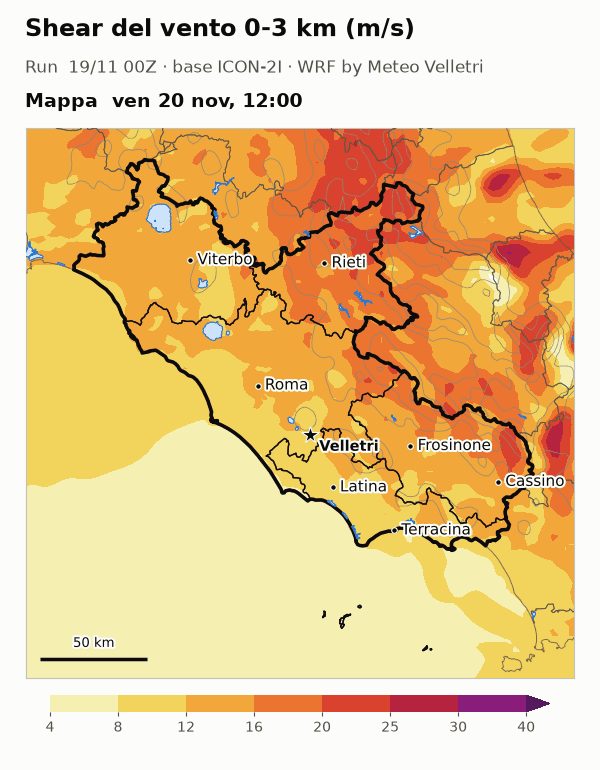 Shear del vento 0-3 km (m/s)
Run  19/11 00Z · base ICON-2I · WRF by Meteo Velletri
Mappa  ven 20 nov, 12:00
Viterbo
Rieti
Roma
Velletri
Frosinone
Cassino
Latina
Terracina
50 km
4 8 12 16 20 25 30 40